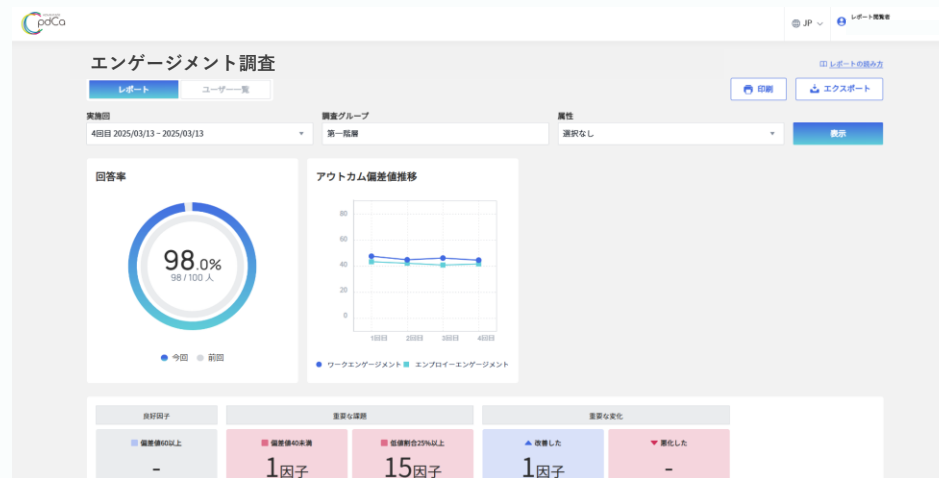 pdCa
JP
レポート閲覧者
エンゲージメント調査
レポートの読み方
レポート
ユーザー一覧
印刷
エクスポート
実施回
調査グループ
属性
4回目 2025/03/13 – 2025/03/13
第一階層
選択なし
表示
回答率
アウトカム偏差値推移
98.0%
98 / 100 人
今回
前回
80
60
40
20
0
1回目
2回目
3回目
4回目
ワークエンゲージメント
エンプロイーエンゲージメント
良好因子
重要な課題
重要な変化
偏差値60以上
偏差値40未満
低値割合25%以上
改善した
悪化した
-
1因子
15因子
1因子
-